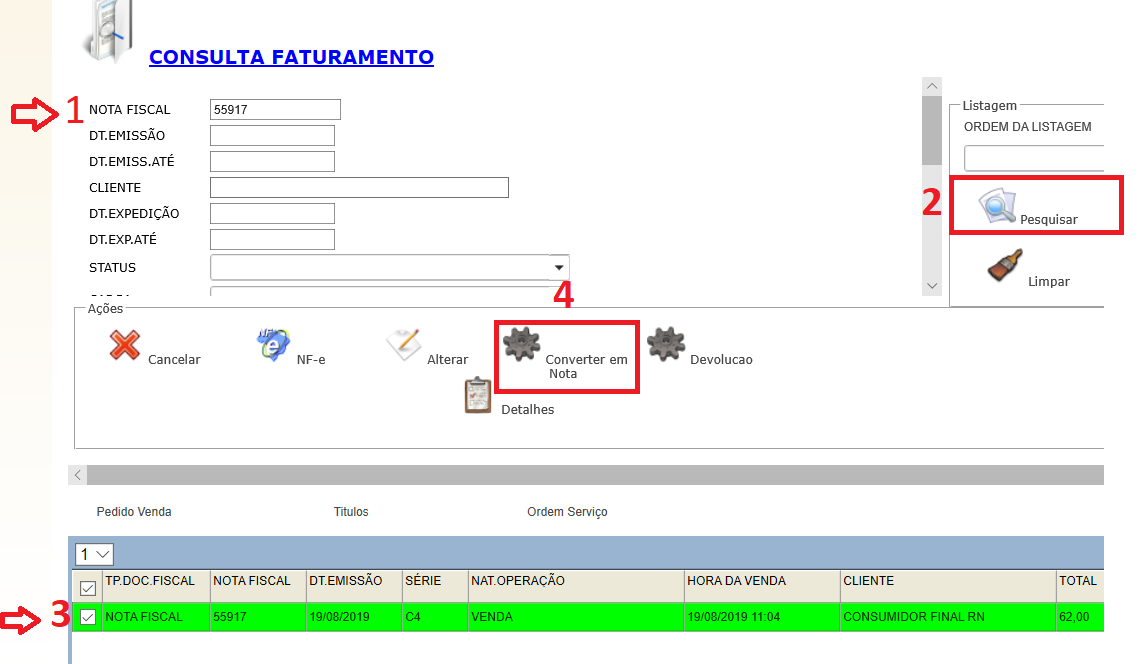 CONSULTA FATURAMENTO
1 NOTA FISCAL 55917
DT.EMISSÃO
DT.EMISS.ATÉ
CLIENTE
DT.EXPEDIÇÃO
DT.EXP.ATÉ
STATUS
Listagem
ORDEM DA LISTAGEM
2 Pesquisar
Limpar
Ações
4
Cancelar NF-e Alterar Converter em Nota Devolucao
Detalhes
Pedido Venda Titulos Ordem Serviço
1
TP.DOC.FISCAL NOTA FISCAL DT.EMISSÃO SÉRIE NAT.OPERAÇÃO HORA DA VENDA CLIENTE TOTAL
3 NOTA FISCAL 55917 19/08/2019 C4 VENDA 19/08/2019 11:04 CONSUMIDOR FINAL RN 62,00